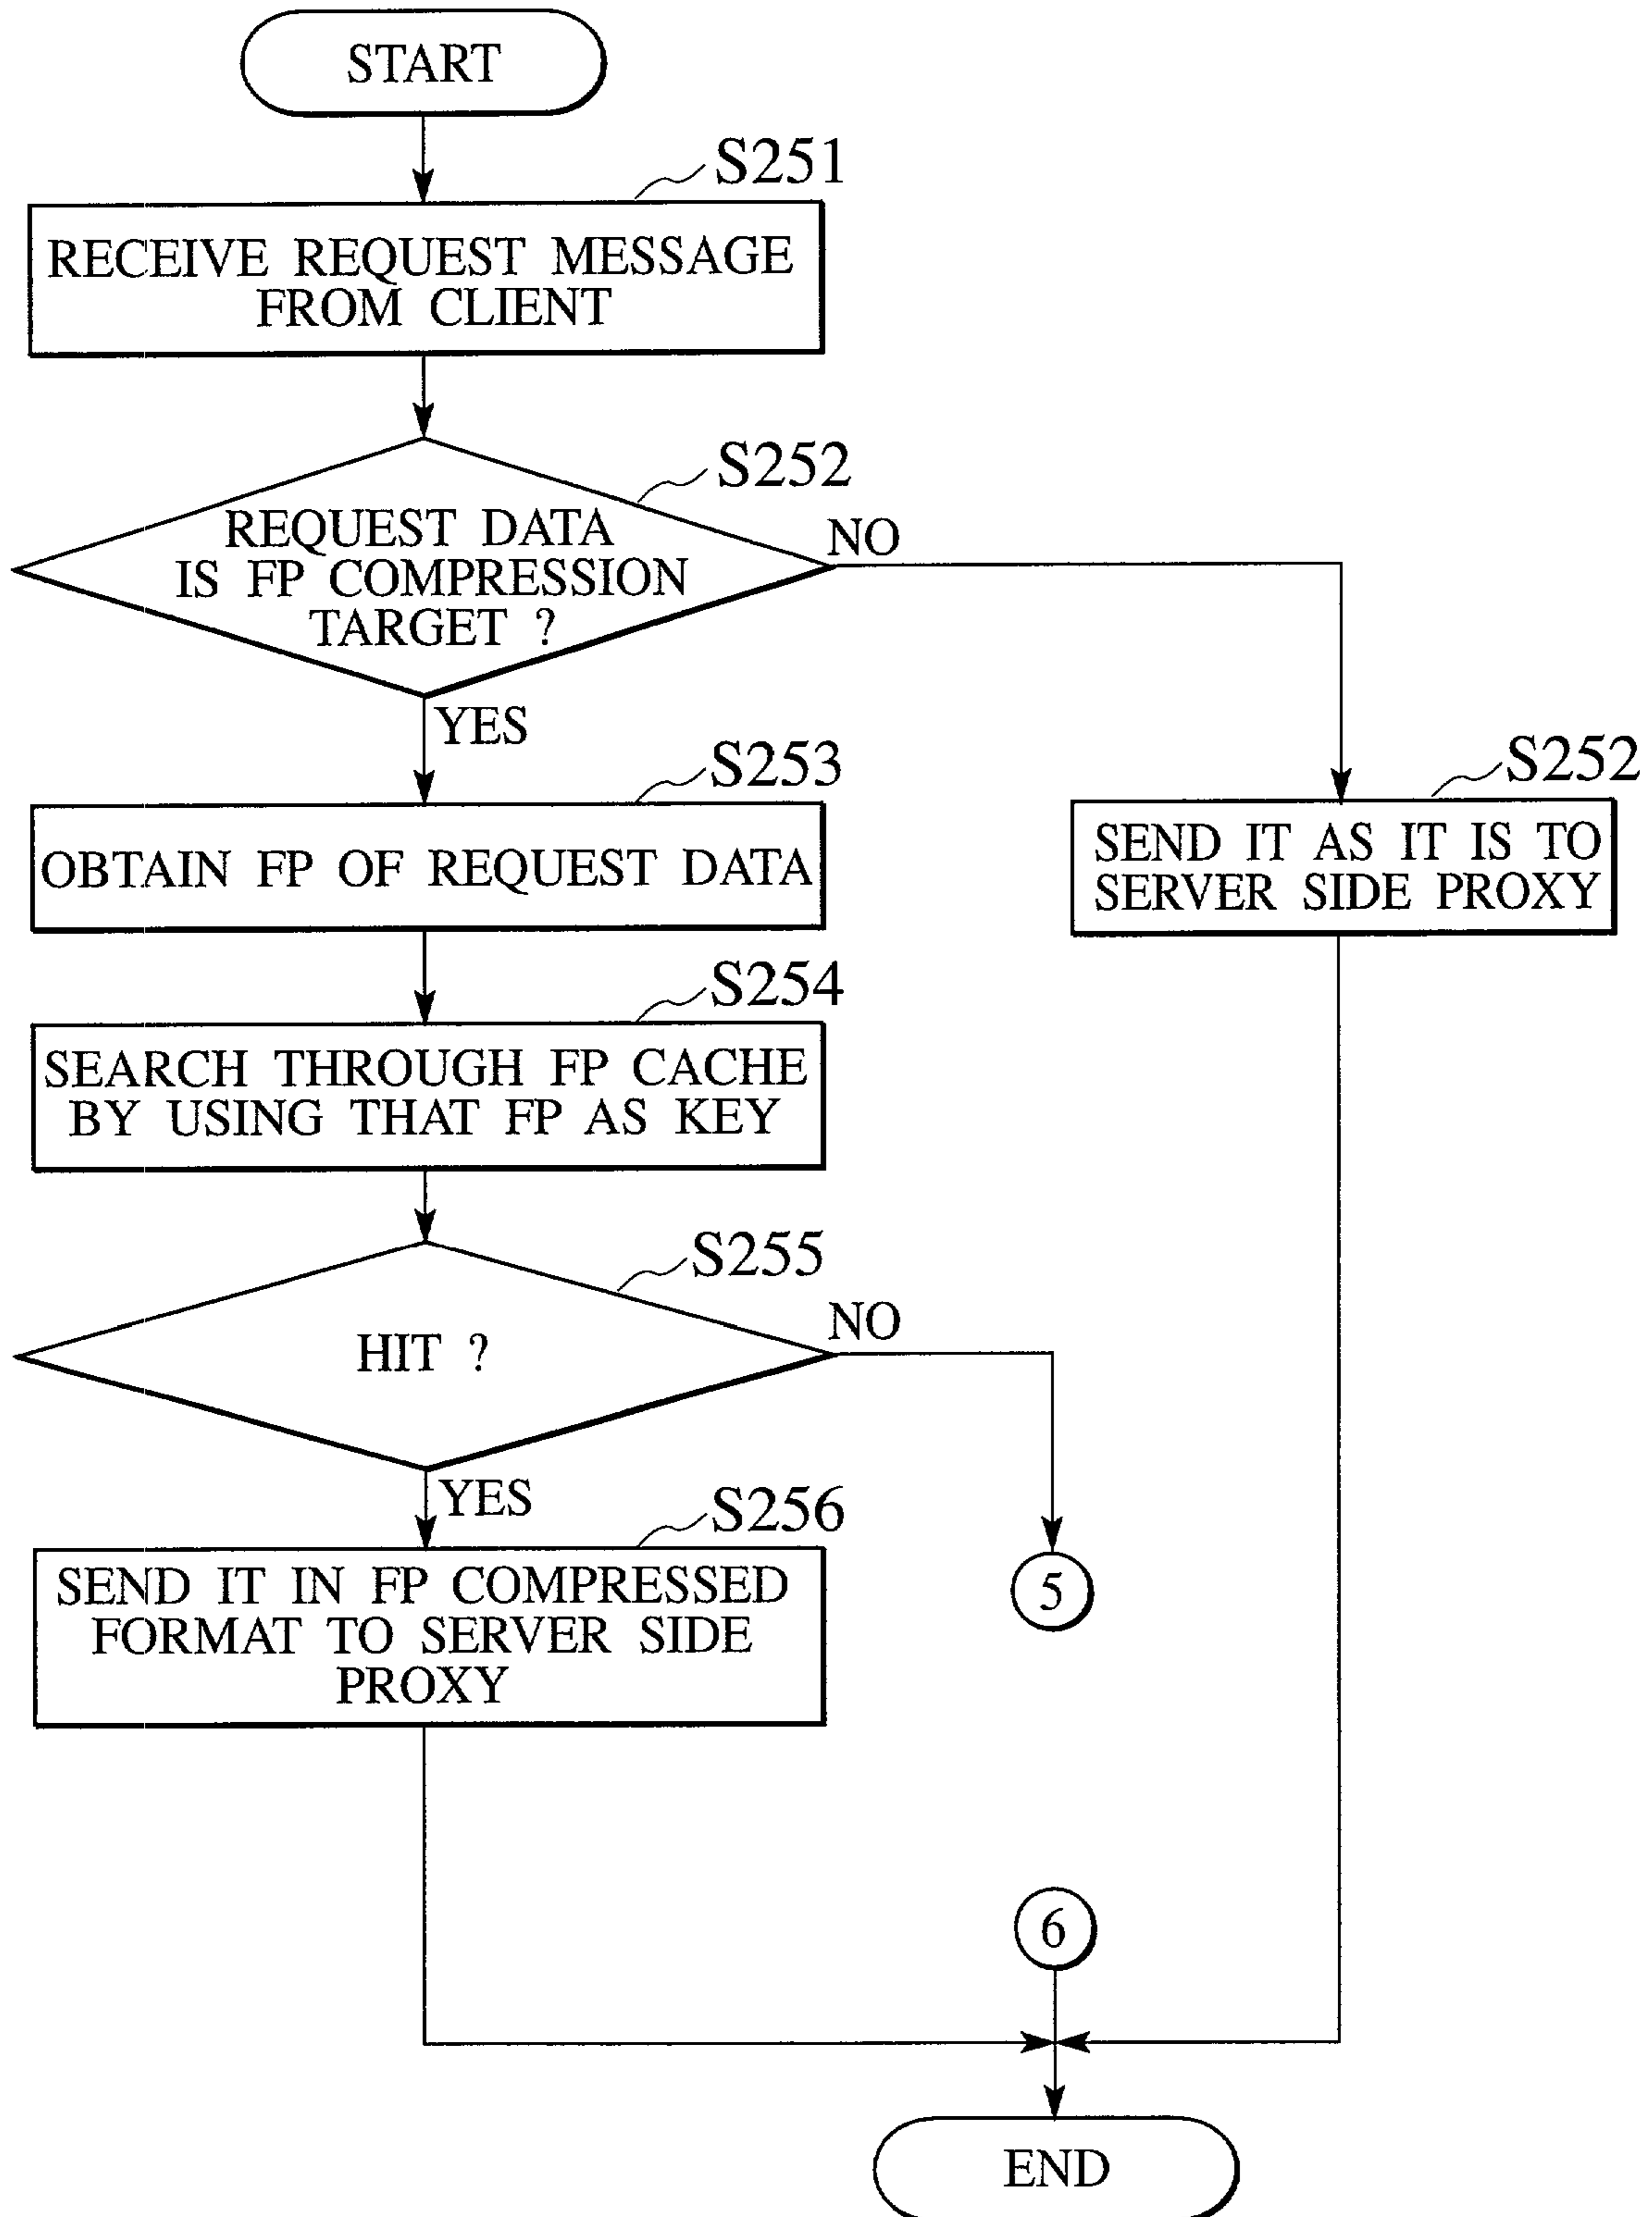 START
S251
RECEIVE REQUEST MESSAGE
FROM CLIENT
S252
REQUEST DATA
IS FP COMPRESSION
TARGET ?
NO
YES
S253
OBTAIN FP OF REQUEST DATA
S252
SEND IT AS IT IS TO
SERVER SIDE PROXY
S254
SEARCH THROUGH FP CACHE
BY USING THAT FP AS KEY
S255
HIT ?
NO
YES
S256
SEND IT IN FP COMPRESSED
FORMAT TO SERVER SIDE
PROXY
5
6
END